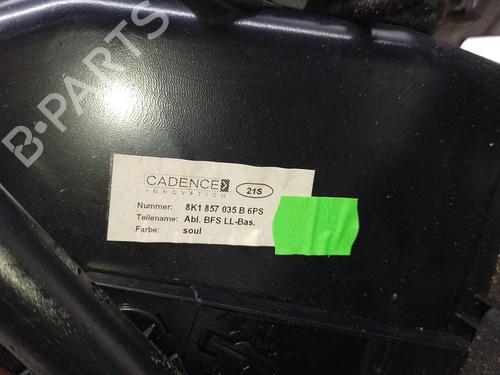 B-PARTS
CADENCE
INNOVATION
21S
Nummer: 8K1 857 035 B 6PS
Teilename: Abl. BFS LL-Bas.
Farbe: soul